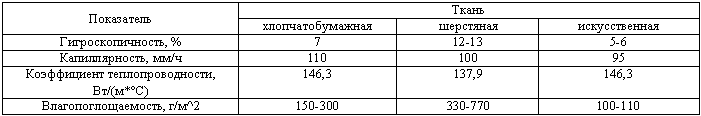 Показатель
Ткань
хлопчатобумажная шерстяная искусственная
Гигроскопичность, % 7 12-13 5-6
Капиллярность, мм/ч 110 100 95
Коэффициент теплопроводности, 146,3 137,9 146,3
Вт/(м*°С)
Влагопоглощаемость, г/м^2 150-300 330-770 100-110